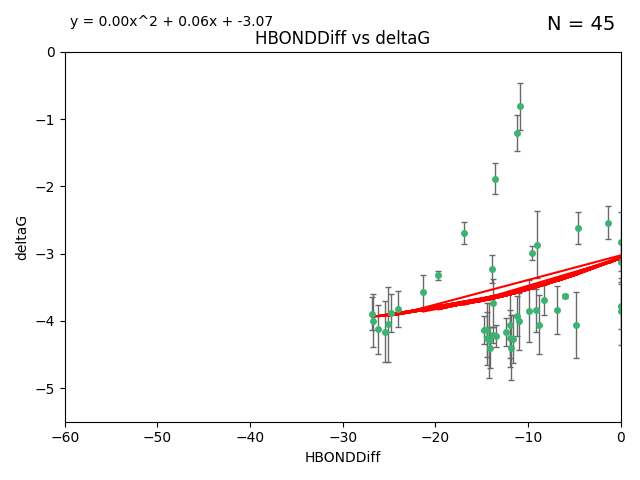 y = 0.00x^2 + 0.06x + -3.07
N = 45
HBONDDiff vs deltaG
0
−1
−2
−3
−4
−5
deltaG
−60
−50
−40
−30
−20
−10
0
HBONDDiff